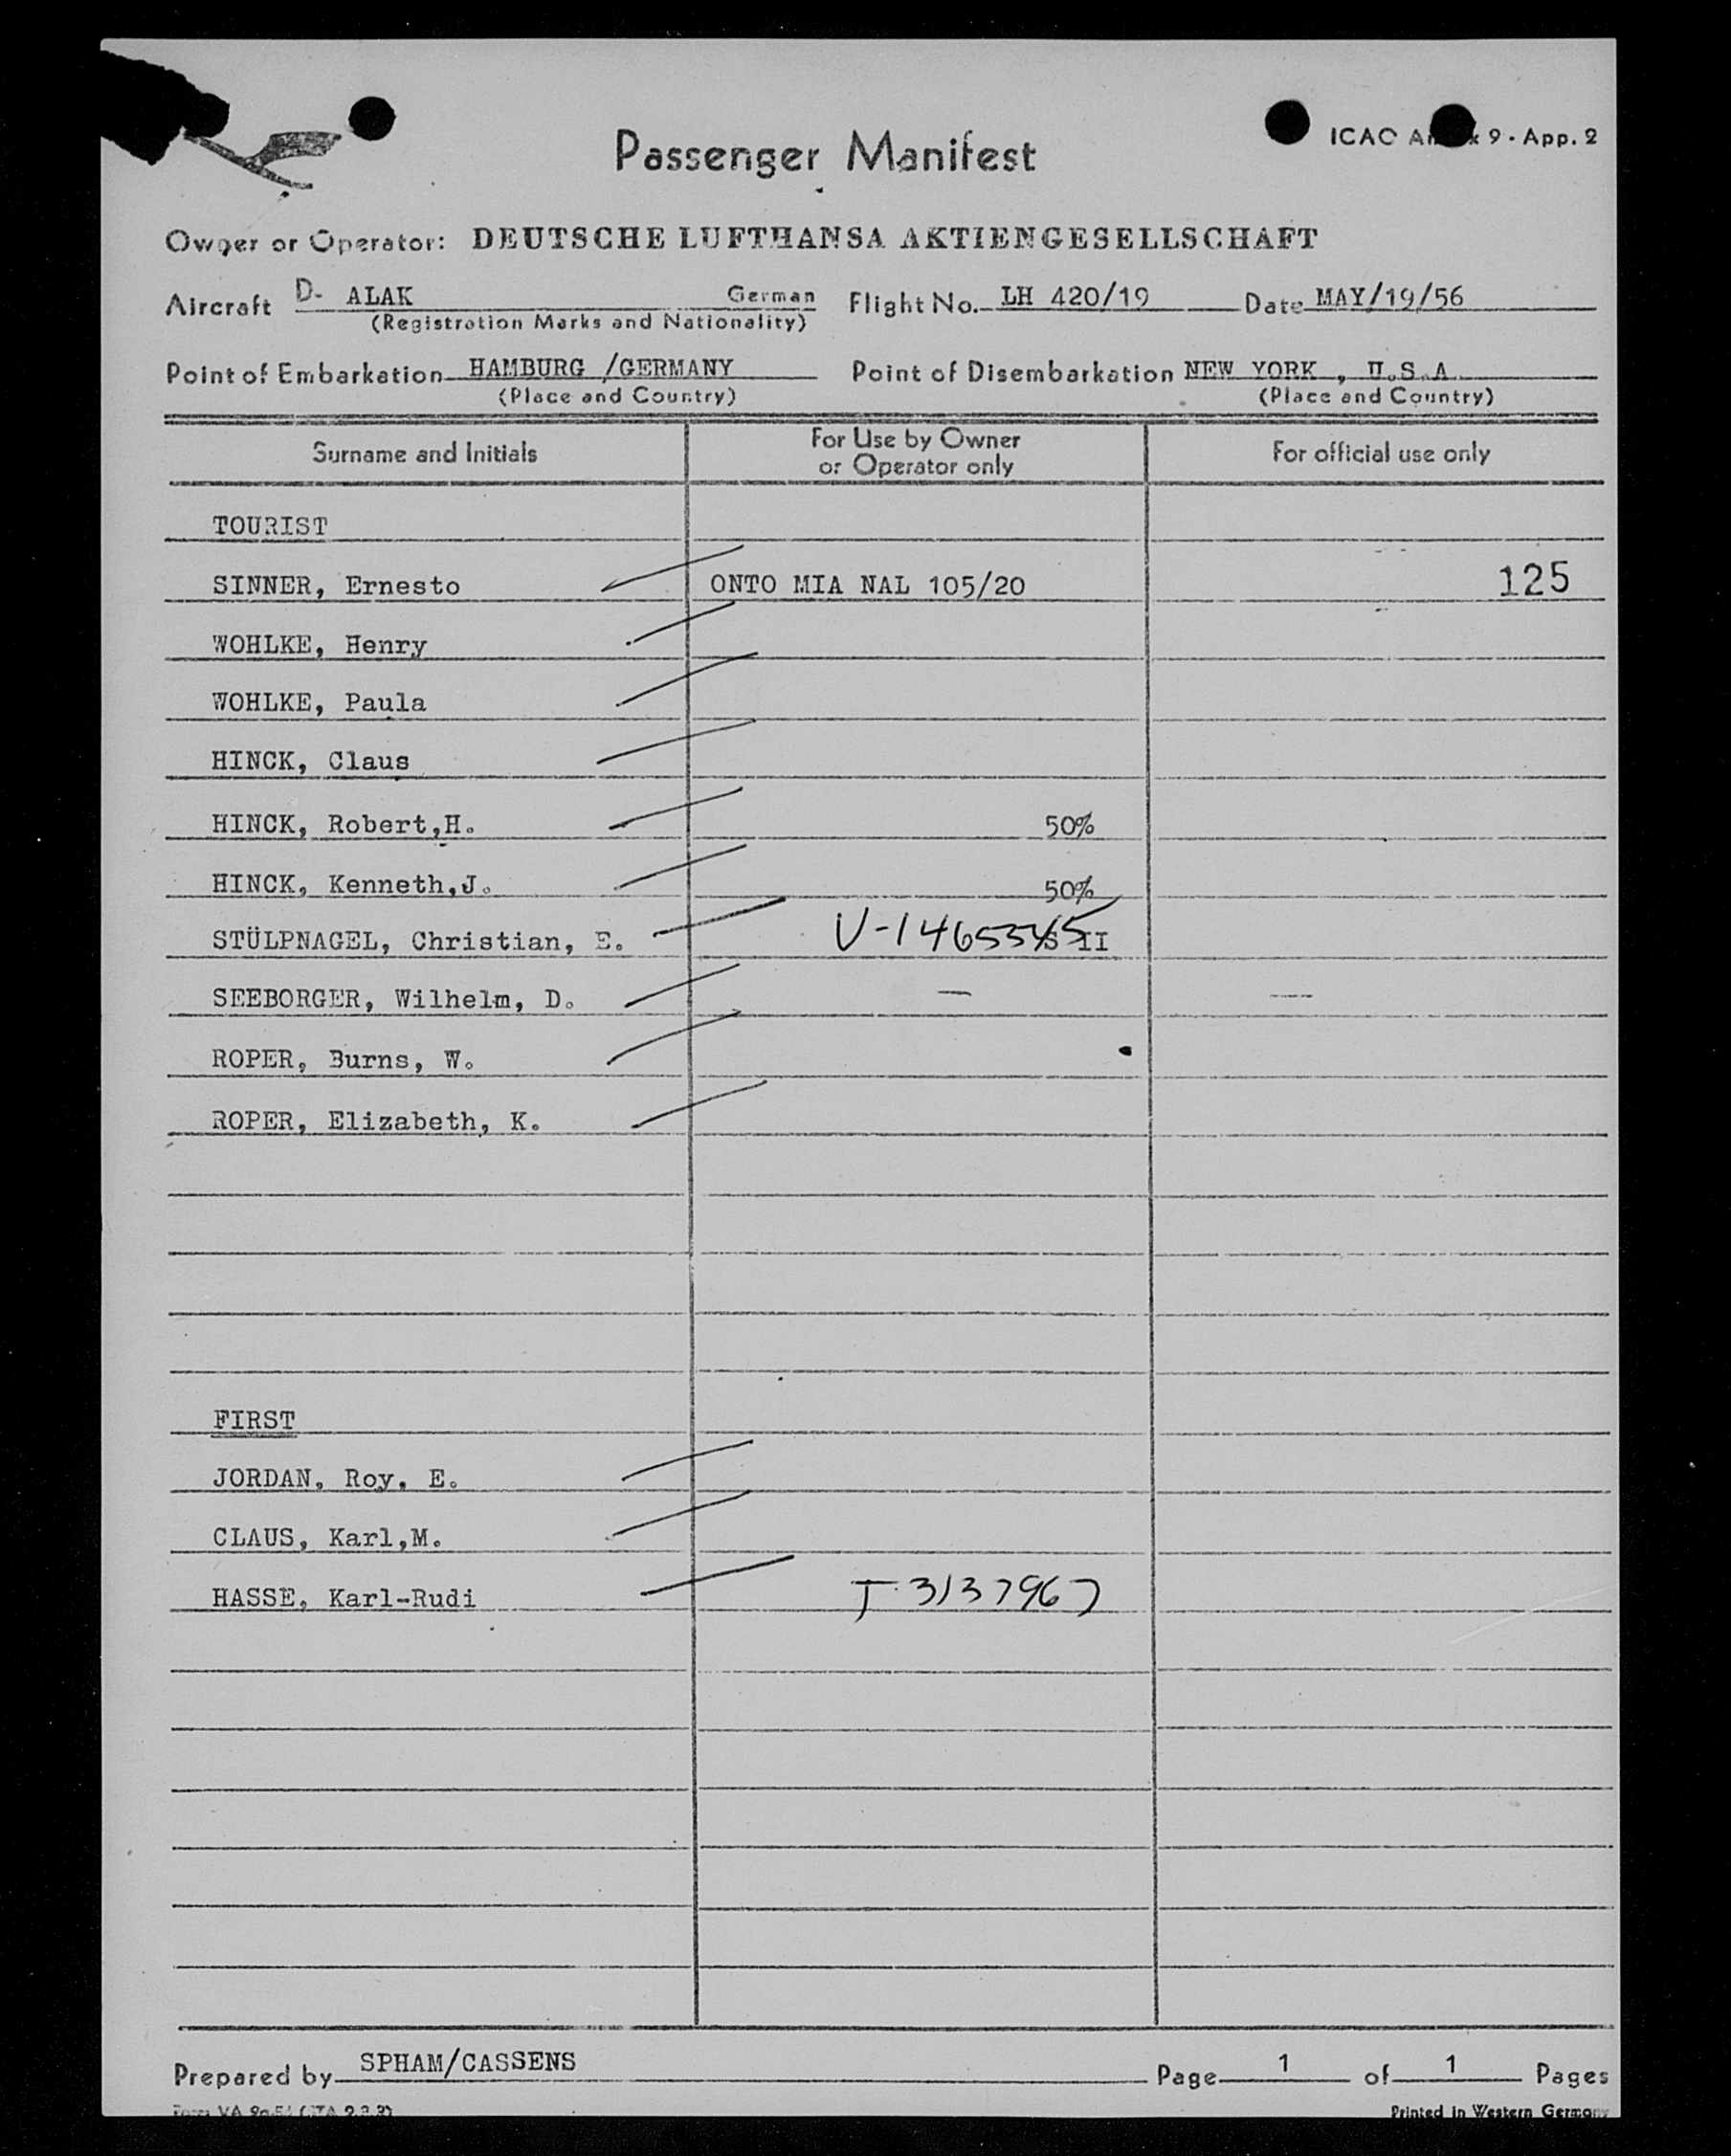 Passenger Manifest
ICAO 9 · App. 2
Owner or Operator: DEUTSCHE LUFTHANSA AKTIENGESELLSCHAFT
Aircraft D- ALAK German Flight No. LH 420/19 Date MAY/19/56
(Registration Marks and Nationality)
Point of Embarkation HAMBURG /GERMANY Point of Disembarkation NEW YORK , U.S.A.
(Place and Country) (Place and Country)
Surname and Initials For Use by Owner or Operator only For official use only
TOURIST
SINNER, Ernesto ONTO MIA NAL 105/20 125
WOHLKE, Henry
WOHLKE, Paula
HINCK, Claus
HINCK, Robert,H. 50%
HINCK, Kenneth,J. 50%
STÜLPNAGEL, Christian, E. V-1465345 II
SEEBORGER, Wilhelm, D. —
ROPER, Burns, W.
ROPER, Elizabeth, K.
FIRST
JORDAN, Roy, E.
CLAUS, Karl,M.
HASSE, Karl-Rudi J 3137967
Prepared by SPHAM/CASSENS Page 1 of 1 Pages
Printed in Western Germany